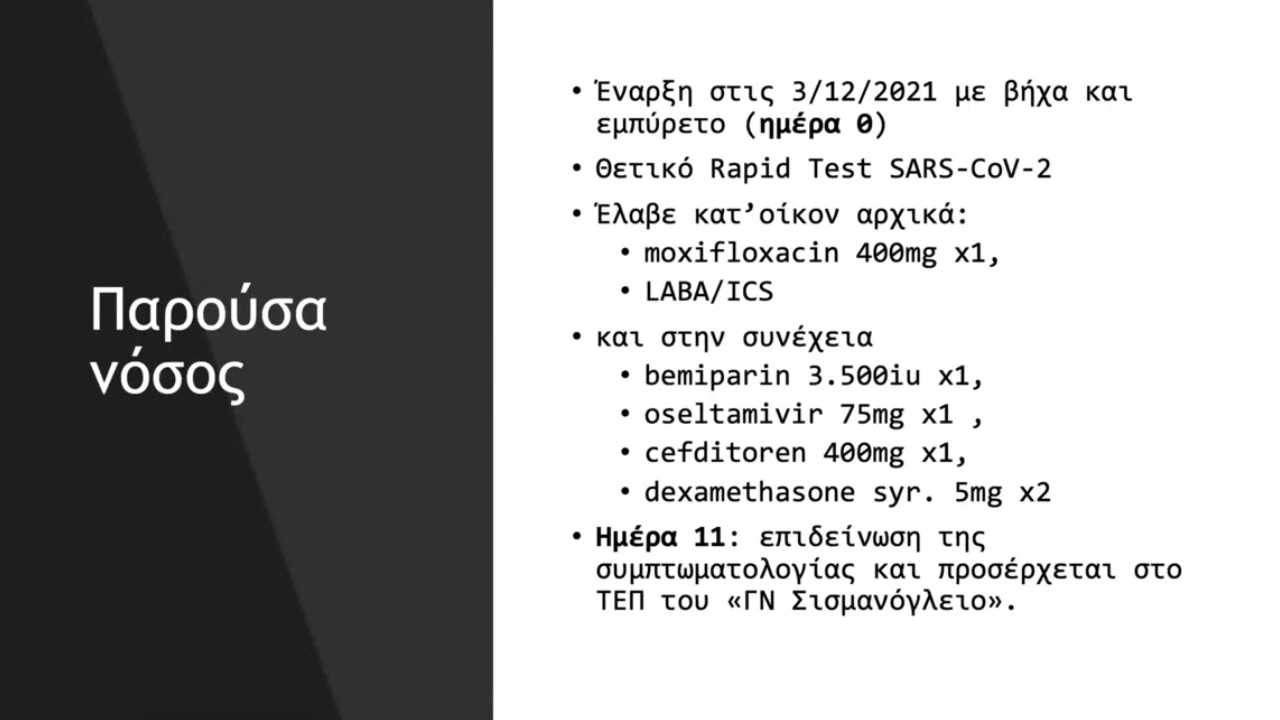 Παρούσα
νόσος
• Έναρξη στις 3/12/2021 με βήχα και
εμπύρετο (ημέρα 0)
• Θετικό Rapid Test SARS-CoV-2
• Έλαβε κατ’οίκον αρχικά:
• moxifloxacin 400mg x1,
• LABA/ICS
• και στην συνέχεια
• bemiparin 3.500iu x1,
• oseltamivir 75mg x1 ,
• cefditoren 400mg x1,
• dexamethasone syr. 5mg x2
• Ημέρα 11: επιδείνωση της
συμπτωματολογίας και προσέρχεται στο
ΤΕΠ του «ΓΝ Σισμανόγλειο».